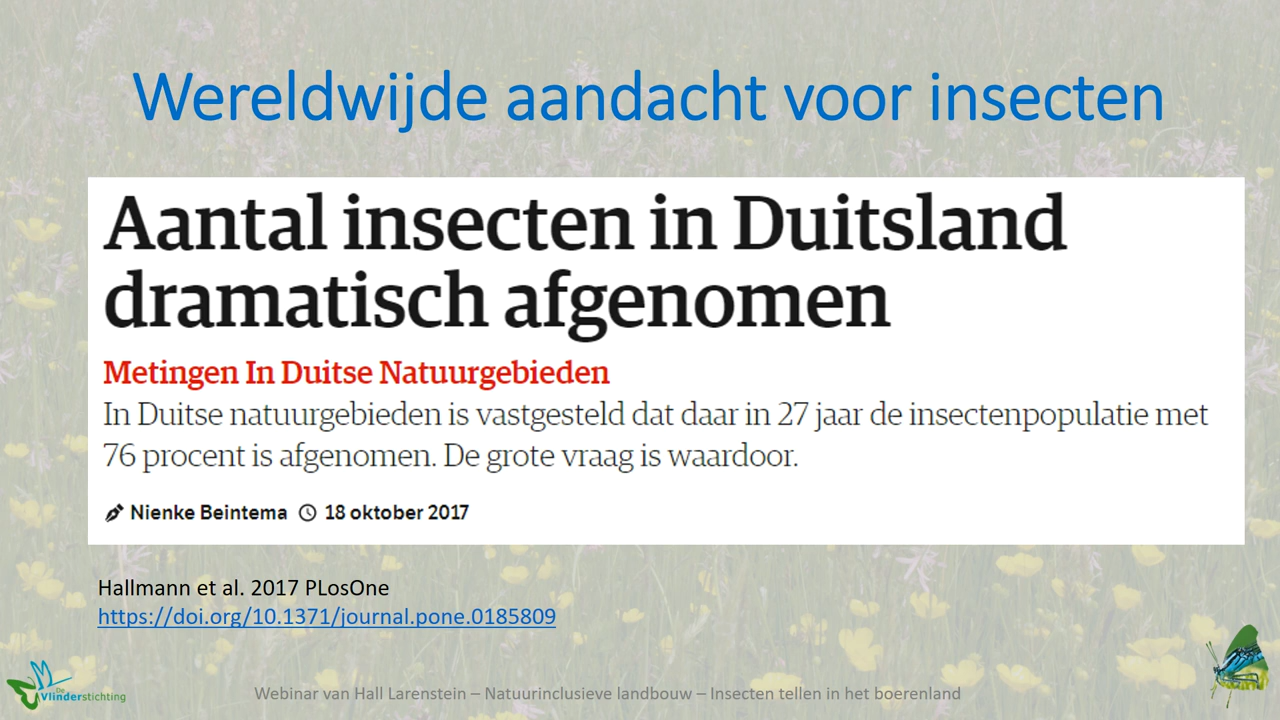 Wereldwijde aandacht voor insecten
Aantal insecten in Duitsland
dramatisch afgenomen
Metingen In Duitse Natuurgebieden
In Duitse natuurgebieden is vastgesteld dat daar in 27 jaar de insectenpopulatie met
76 procent is afgenomen. De grote vraag is waardoor.
Nienke Beintema 18 oktober 2017
Hallmann et al. 2017 PLosOne
https://doi.org/10.1371/journal.pone.0185809
De Vlinderstichting
Webinar van Hall Larenstein – Natuurinclusieve landbouw – Insecten tellen in het boerenland